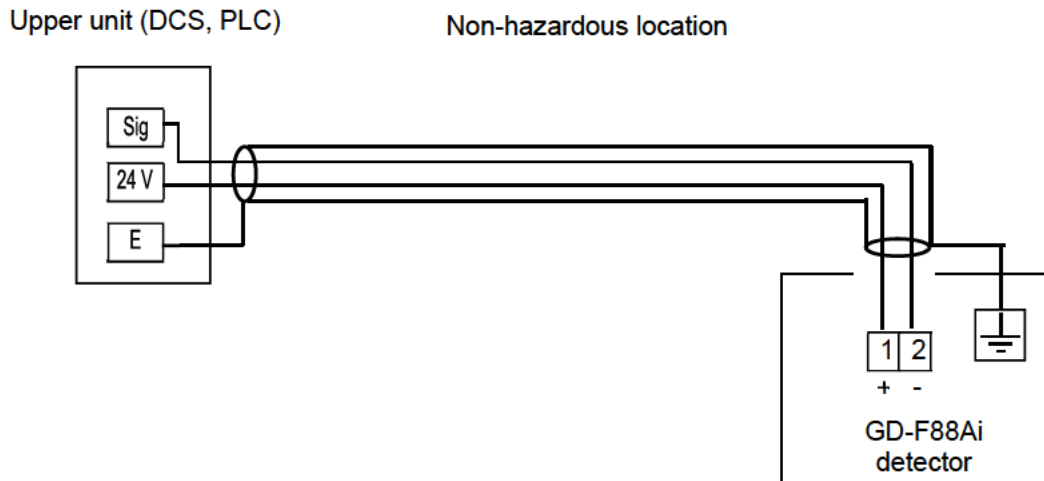 Upper unit (DCS, PLC)
Non-hazardous location
Sig
24 V
E
1 2
+ -
GD-F88Ai
detector